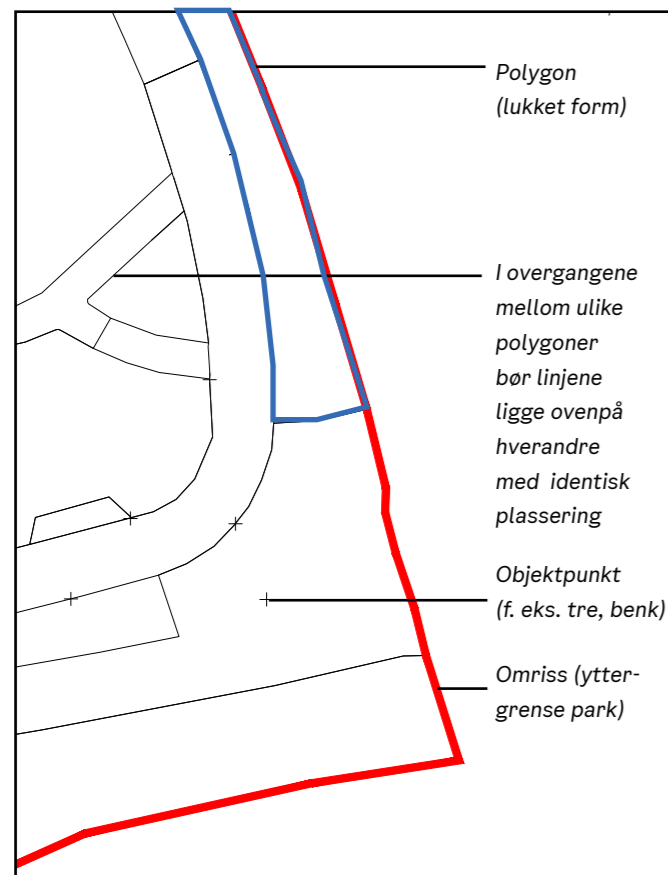 Polygon
(lukket form)
I overgangene
mellom ulike
polygoner
bør linjene
ligge ovenpå
hverandre
med identisk
plassering
Objektpunkt
(f. eks. tre, benk)
Omriss (ytter-
grense park)